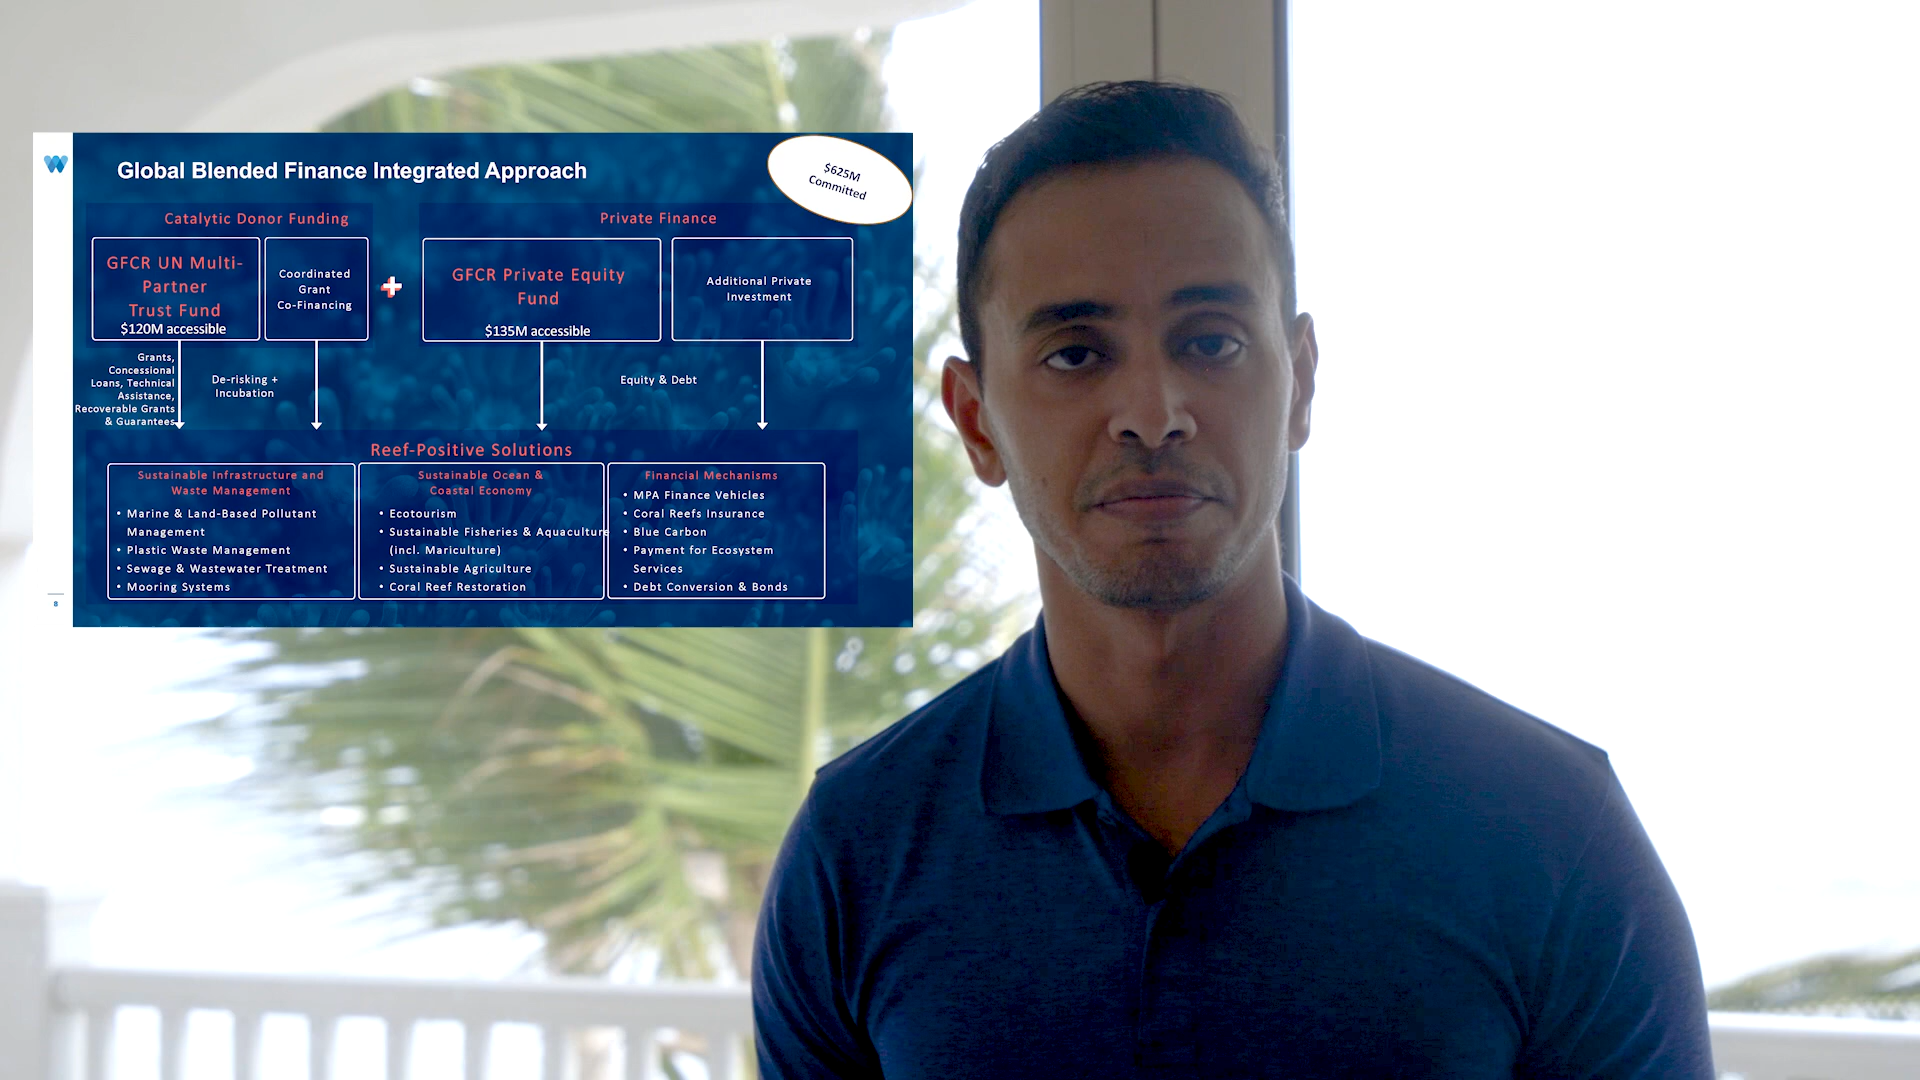 Global Blended Finance Integrated Approach
$625M
Committed
Catalytic Donor Funding
Private Finance
GFCR UN Multi-
Partner
Trust Fund
$120M accessible
Coordinated
Grant
Co-Financing
+
GFCR Private Equity
Fund
$135M accessible
Additional Private
Investment
Grants,
Concessional
Loans, Technical
Assistance,
Recoverable Grants
& Guarantees
De-risking +
Incubation
Equity & Debt
Reef-Positive Solutions
Sustainable Infrastructure and
Waste Management
• Marine & Land-Based Pollutant
Management
• Plastic Waste Management
• Sewage & Wastewater Treatment
• Mooring Systems
Sustainable Ocean &
Coastal Economy
• Ecotourism
• Sustainable Fisheries & Aquaculture
(incl. Mariculture)
• Sustainable Agriculture
• Coral Reef Restoration
Financial Mechanisms
• MPA Finance Vehicles
• Coral Reefs Insurance
• Blue Carbon
• Payment for Ecosystem
Services
• Debt Conversion & Bonds
8